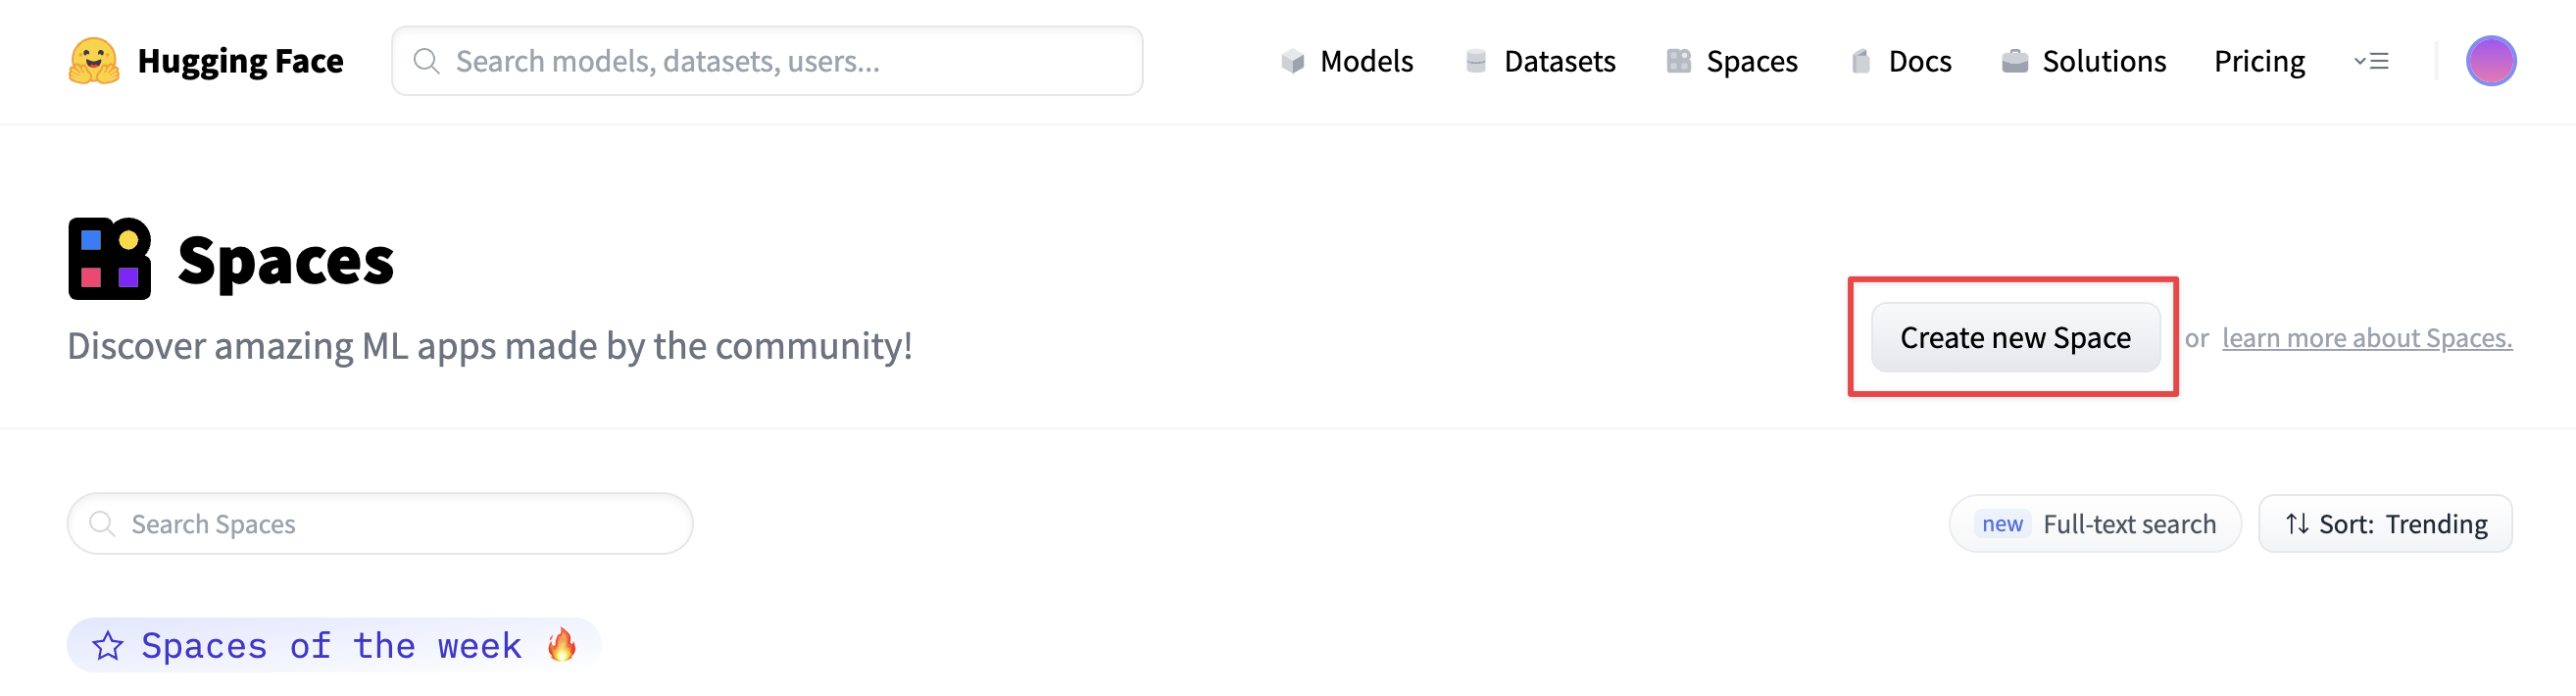 Hugging Face
Search models, datasets, users...
Models
Datasets
Spaces
Docs
Solutions
Pricing
Spaces
Discover amazing ML apps made by the community!
Create new Space or learn more about Spaces.
Search Spaces
new Full-text search
Sort: Trending
Spaces of the week 🔥